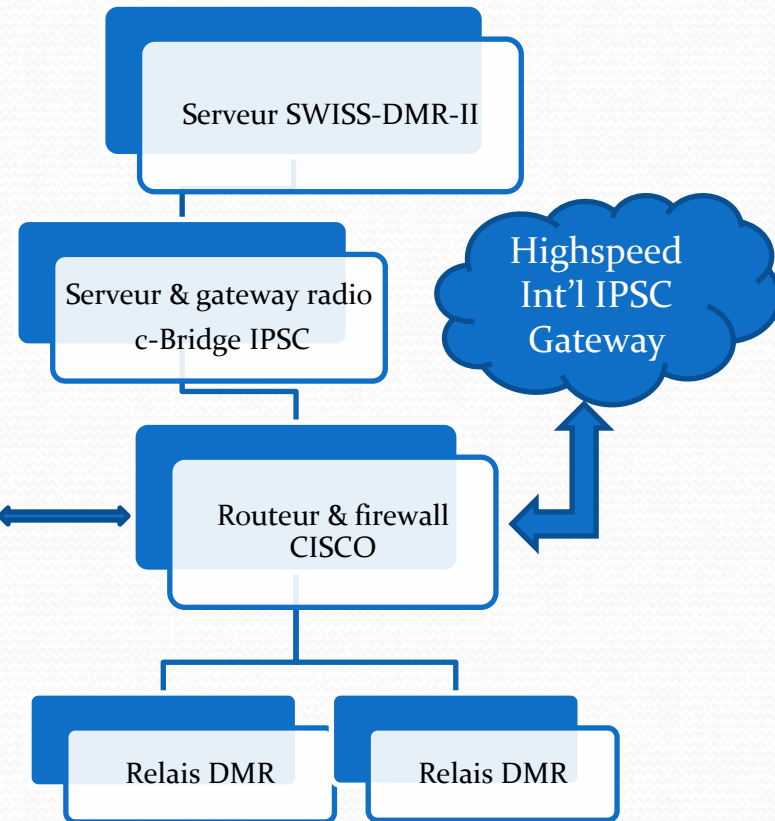 Serveur SWISS-DMR-II
Serveur & gateway radio
c-Bridge IPSC
Highspeed
Int'l IPSC
Gateway
Routeur & firewall
CISCO
Relais DMR
Relais DMR